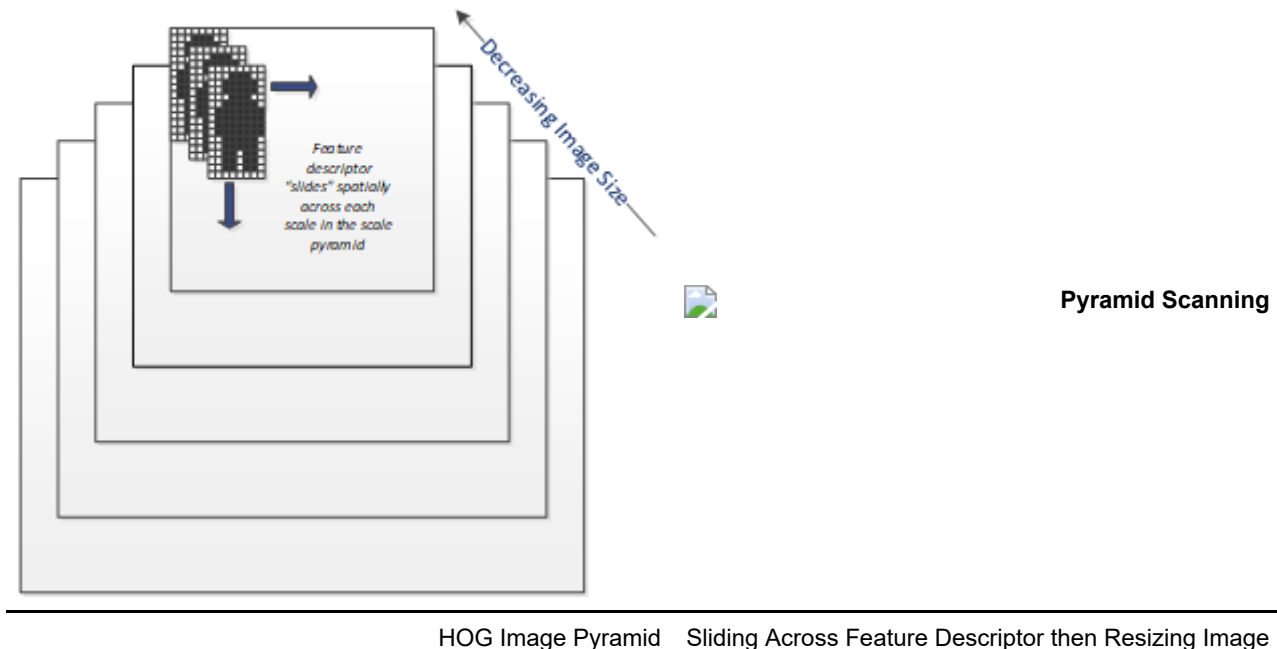 Decreasing Image Size
Feature
descriptor
"slides" spatially
across each
scale in the scale
pyramid
Pyramid Scanning
HOG Image Pyramid Sliding Across Feature Descriptor then Resizing Image